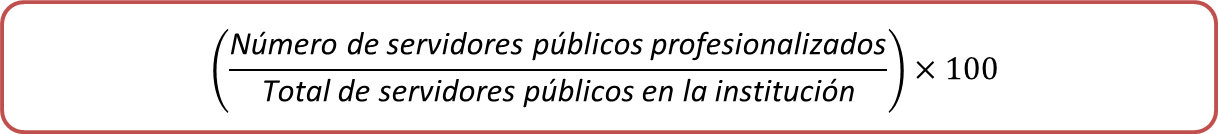 Número de servidores públicos profesionalizados
Total de servidores públicos en la institución
× 100